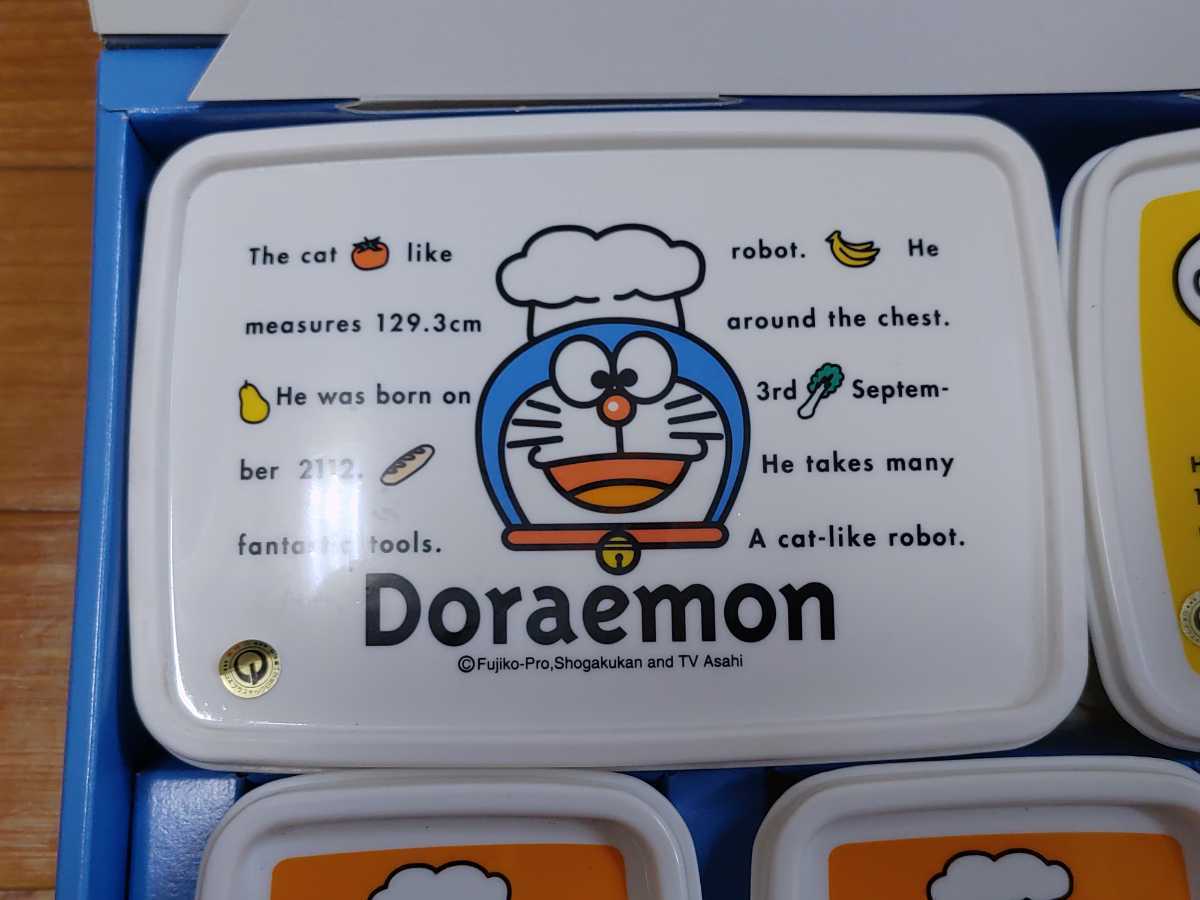 The cat like robot. He
measures 129.3cm around the chest.
He was born on 3rd Septem-
ber 2112. He takes many
fantastic tools. A cat-like robot.
Doraemon
©Fujiko-Pro,Shogakukan and TV Asahi